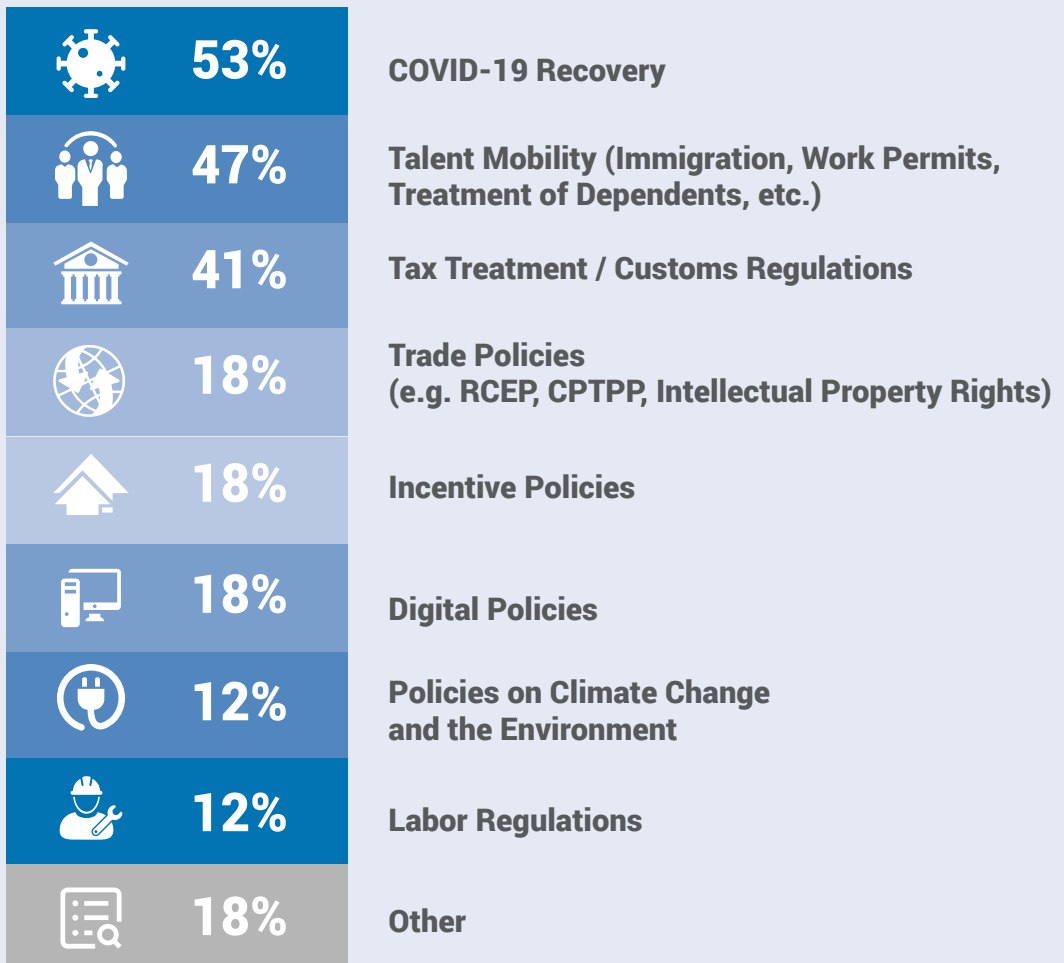 53% COVID-19 Recovery
47% Talent Mobility (Immigration, Work Permits,
Treatment of Dependents, etc.)
41% Tax Treatment / Customs Regulations
18% Trade Policies
(e.g. RCEP, CPTPP, Intellectual Property Rights)
18% Incentive Policies
18% Digital Policies
12% Policies on Climate Change
and the Environment
12% Labor Regulations
18% Other